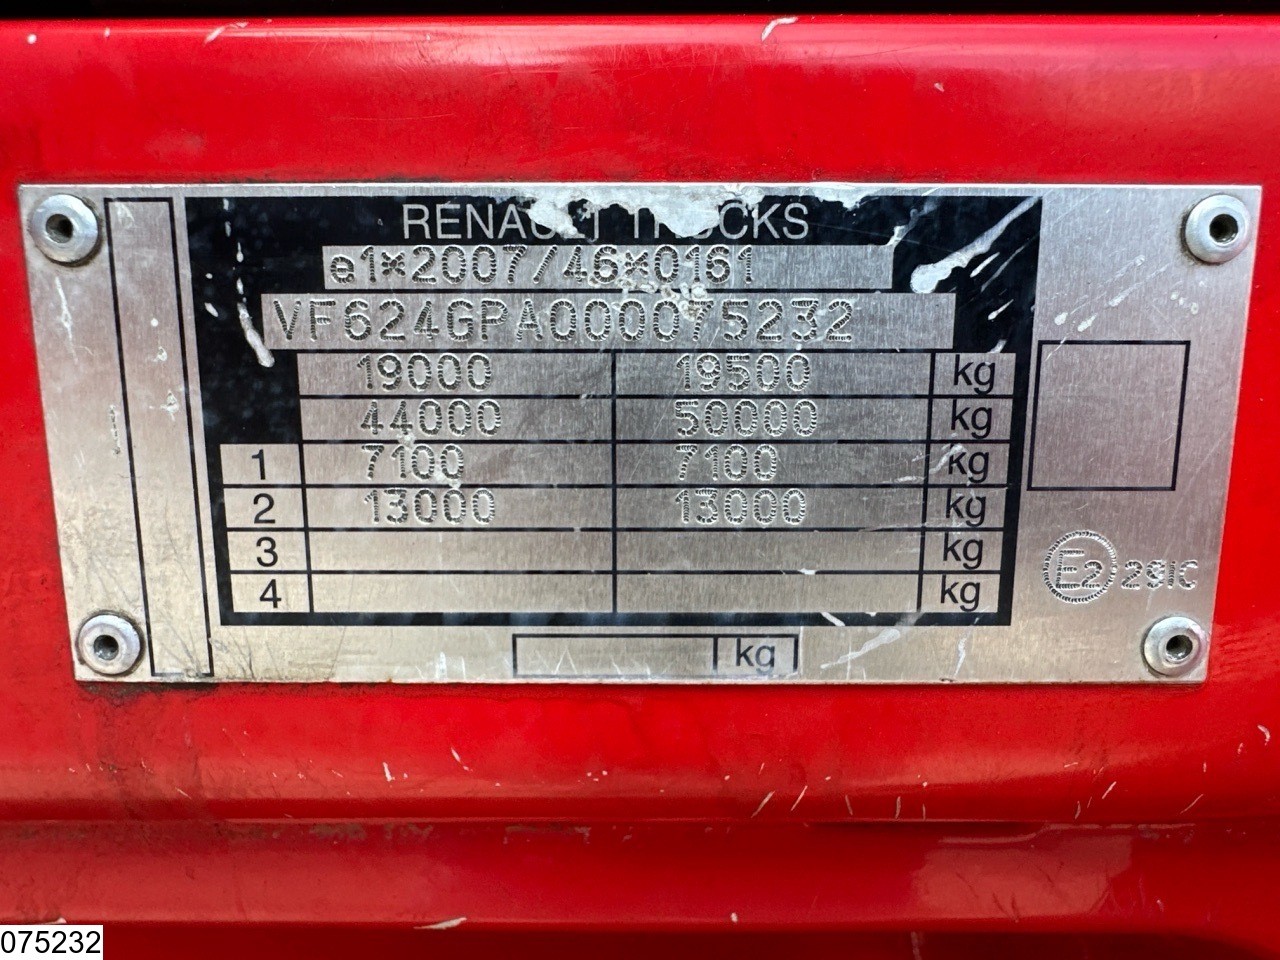 RENAULT TRUCKS
e1*2007/46*0161
VF624GPA000075232
19000 19500 kg
44000 50000 kg
1 7100 7100 kg
2 13000 13000 kg
3 kg
4 kg
E2 281C
kg
075232